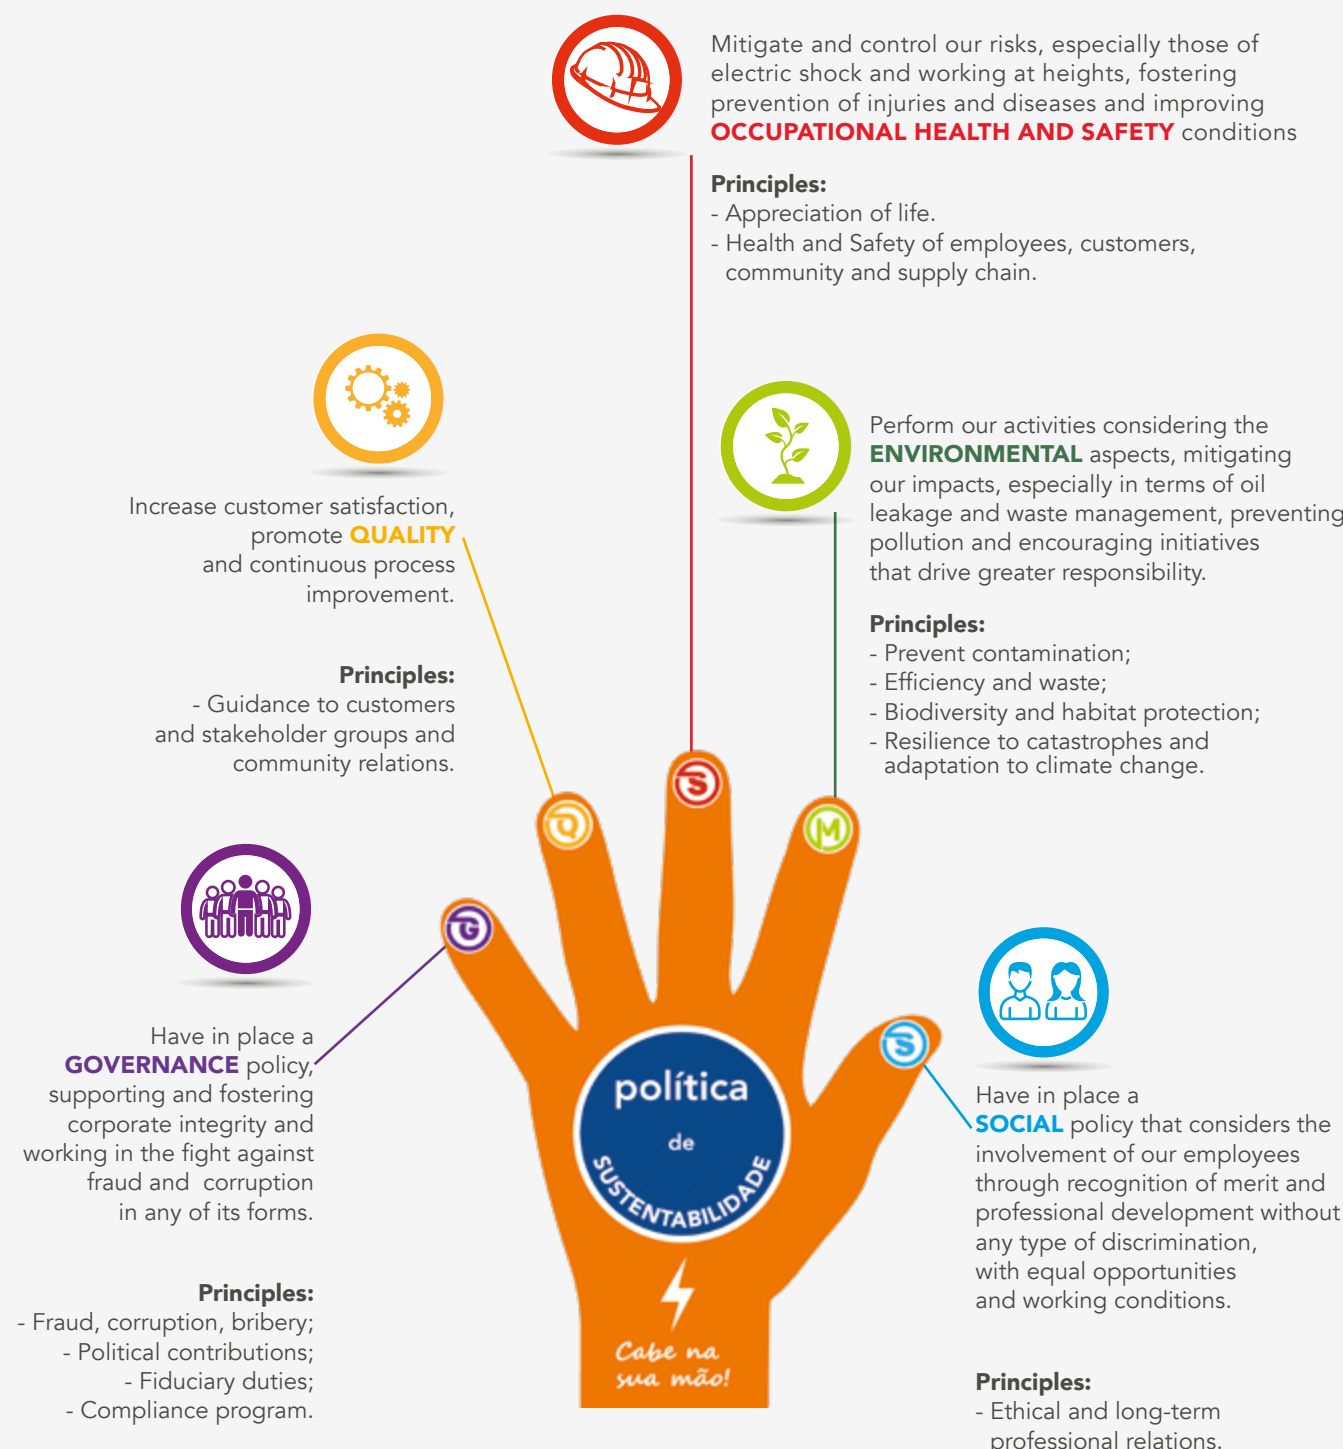 Mitigate and control our risks, especially those of
electric shock and working at heights, fostering
prevention of injuries and diseases and improving
OCCUPATIONAL HEALTH AND SAFETY conditions
Principles:
- Appreciation of life.
- Health and Safety of employees, customers,
community and supply chain.
Increase customer satisfaction,
promote QUALITY
and continuous process
improvement.
Principles:
- Guidance to customers
and stakeholder groups and
community relations.
Perform our activities considering the
ENVIRONMENTAL aspects, mitigating
our impacts, especially in terms of oil
leakage and waste management, preventing
pollution and encouraging initiatives
that drive greater responsibility.
Principles:
- Prevent contamination;
- Efficiency and waste;
- Biodiversity and habitat protection;
- Resilience to catastrophes and
adaptation to climate change.
G
Q
S
M
S
Have in place a
GOVERNANCE policy,
supporting and fostering
corporate integrity and
working in the fight against
fraud and corruption
in any of its forms.
Principles:
- Fraud, corruption, bribery;
- Political contributions;
- Fiduciary duties;
- Compliance program.
política
de
SUSTENTABILIDADE
Cabe na
sua mão!
Have in place a
SOCIAL policy that considers the
involvement of our employees
through recognition of merit and
professional development without
any type of discrimination,
with equal opportunities
and working conditions.
Principles:
- Ethical and long-term
professional relations.